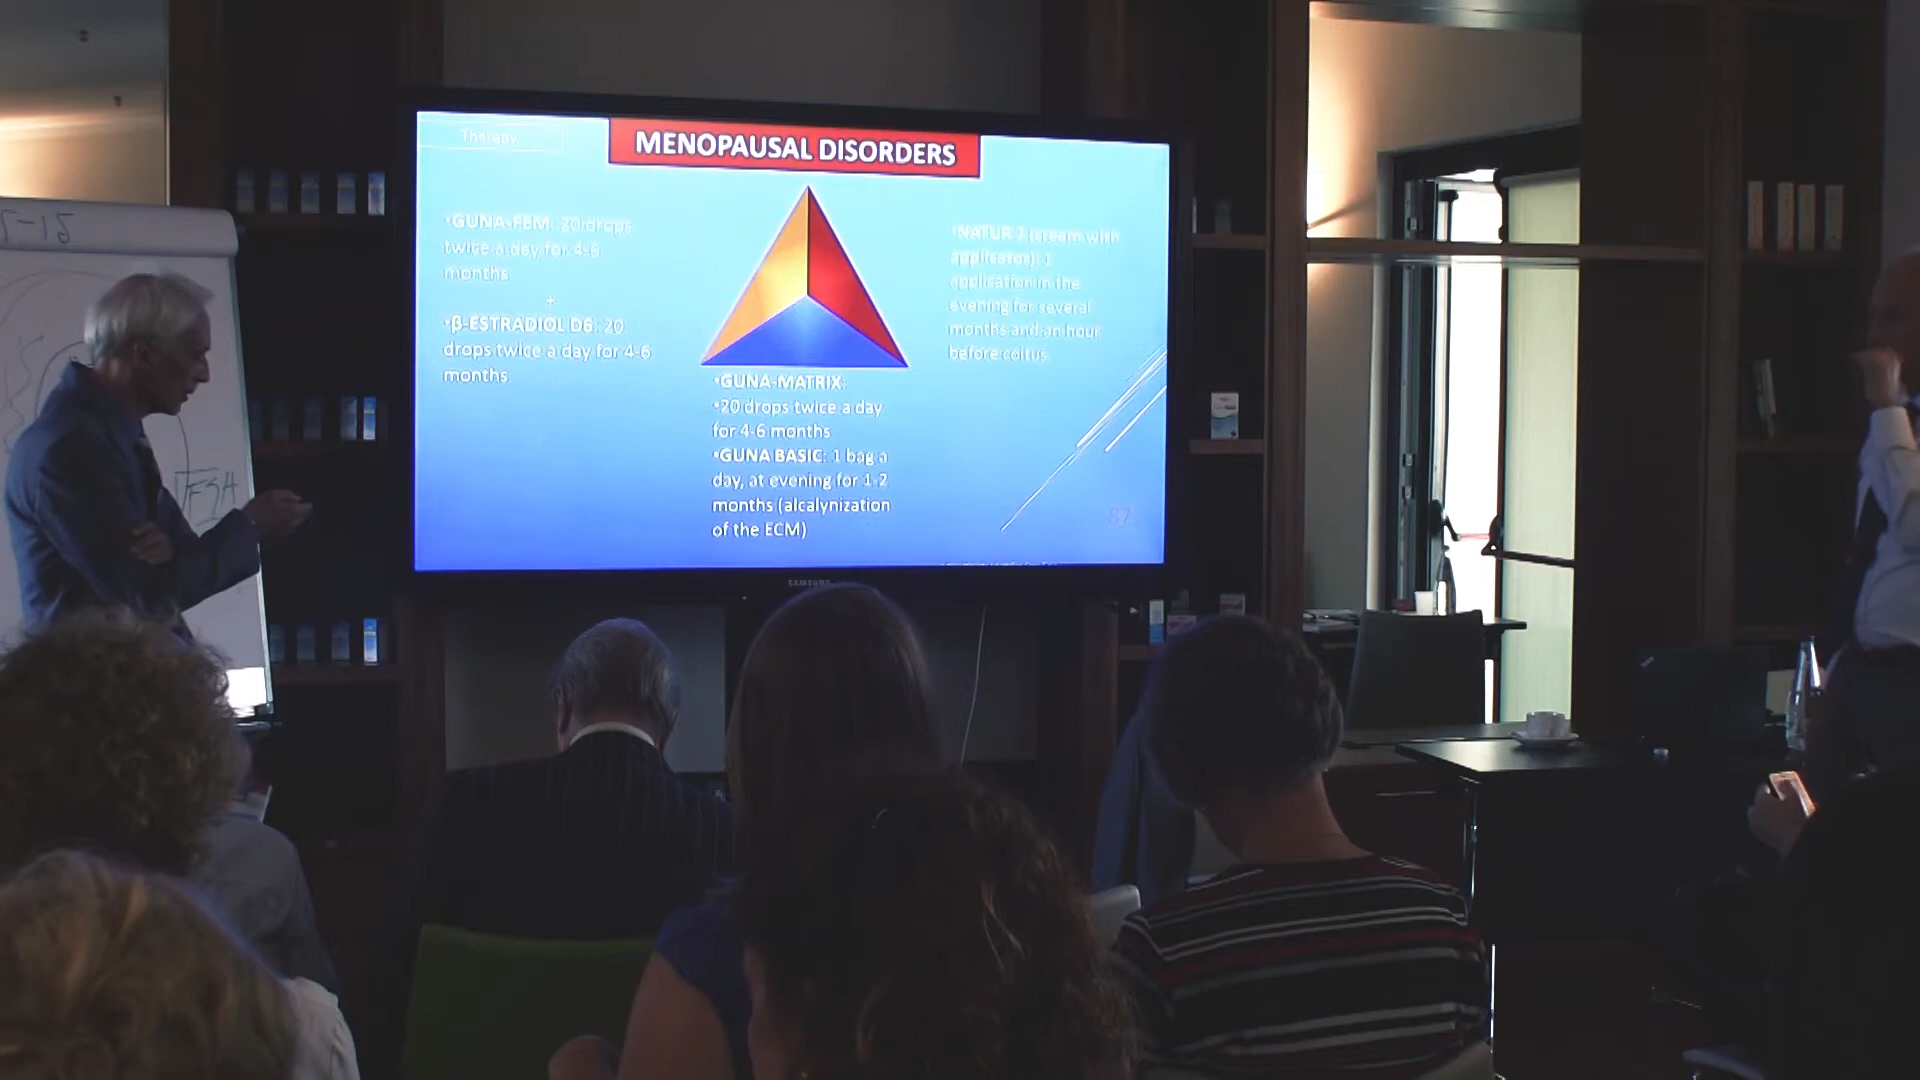 Therapy
MENOPAUSAL DISORDERS
•GUNA-FEM: 20 drops
twice a day for 4-6
months
+
•β-ESTRADIOL D6: 20
drops twice a day for 4-6
months
•GUNA-MATRIX:
•20 drops twice a day
for 4-6 months
•GUNA BASIC: 1 bag a
day, at evening for 1-2
months (alcalynization
of the ECM)
•NATUR 2 (cream with
applicator): 1
application in the
evening for several
months and an hour
before coitus
37
SAMSUNG